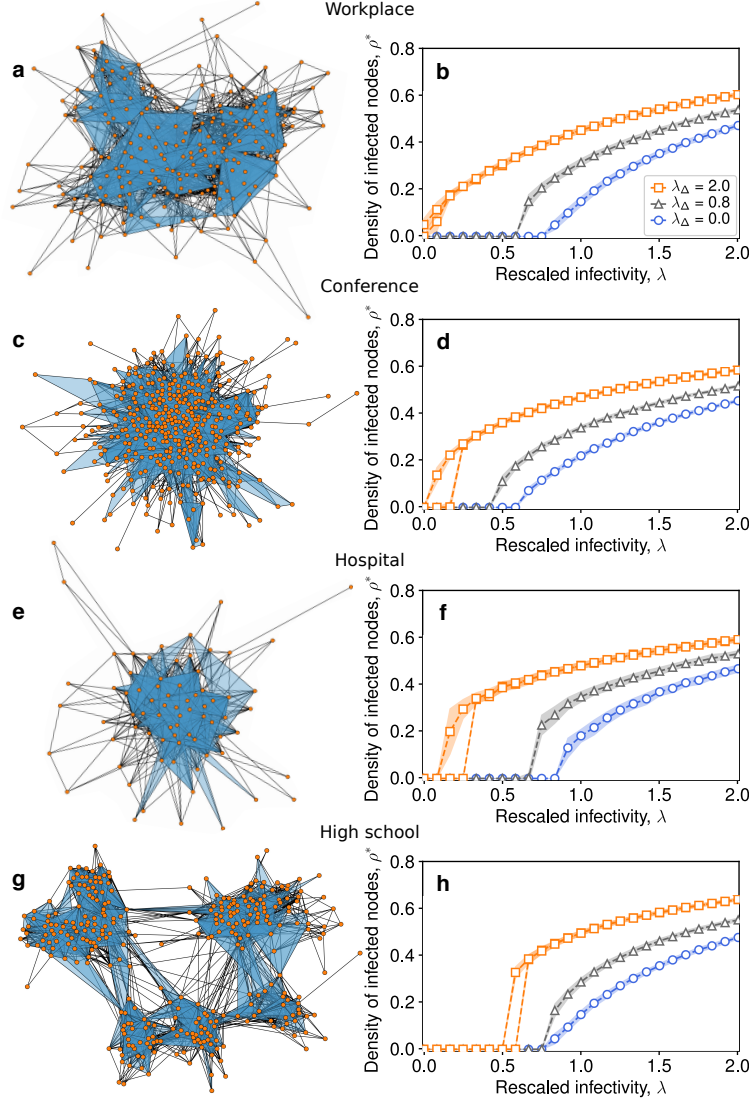 Workplace
a
b
Density of infected nodes, ρ*
0.8
0.6
0.4
0.2
0.0
λΔ = 2.0
λΔ = 0.8
λΔ = 0.0
0.0 0.5 1.0 1.5 2.0
Rescaled infectivity, λ
Conference
c
d
Density of infected nodes, ρ*
0.8
0.6
0.4
0.2
0.0
0.0 0.5 1.0 1.5 2.0
Rescaled infectivity, λ
Hospital
e
f
Density of infected nodes, ρ*
0.8
0.6
0.4
0.2
0.0
0.0 0.5 1.0 1.5 2.0
Rescaled infectivity, λ
High school
g
h
Density of infected nodes, ρ*
0.8
0.6
0.4
0.2
0.0
0.0 0.5 1.0 1.5 2.0
Rescaled infectivity, λ